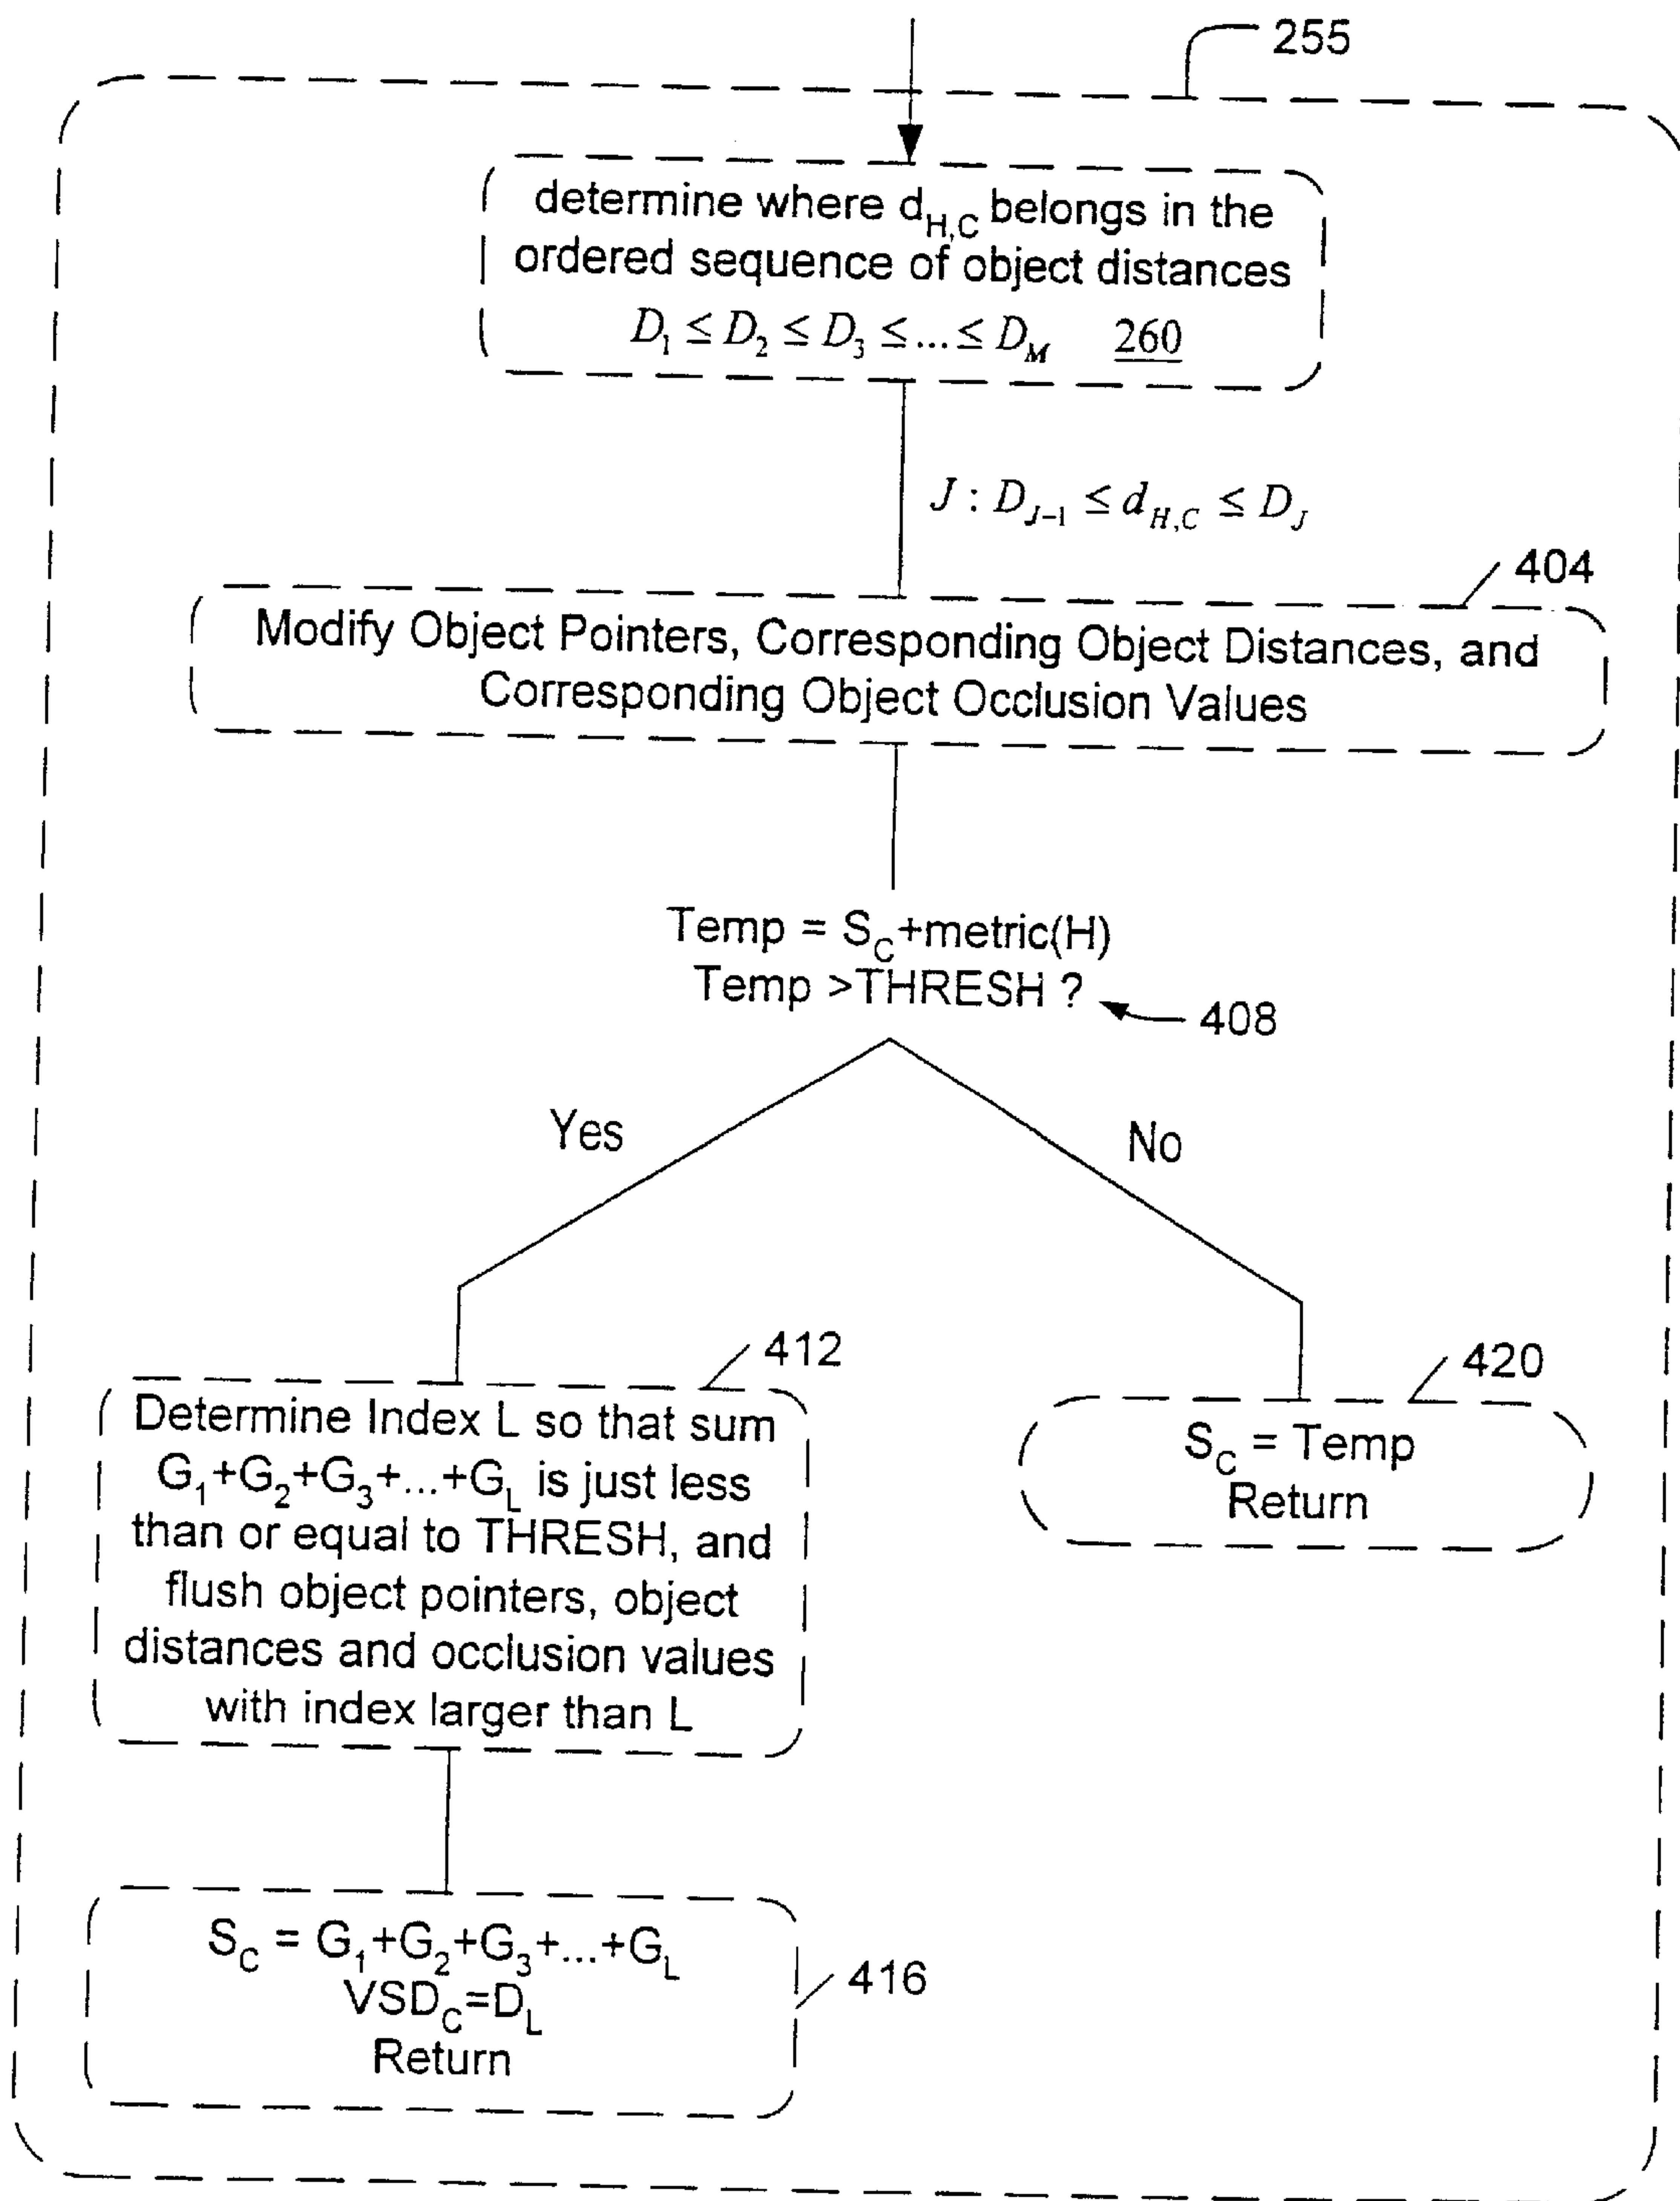 255
determine where d_H,C belongs in the
ordered sequence of object distances
D_1 ≤ D_2 ≤ D_3 ≤ ... ≤ D_M 260
J : D_J-1 ≤ d_H,C ≤ D_J
404
Modify Object Pointers, Corresponding Object Distances, and
Corresponding Object Occlusion Values
Temp = S_C+metric(H)
Temp >THRESH ?
408
Yes
No
412
Determine Index L so that sum
G_1+G_2+G_3+...+G_L is just less
than or equal to THRESH, and
flush object pointers, object
distances and occlusion values
with index larger than L
420
S_C = Temp
Return
S_C = G_1+G_2+G_3+...+G_L
VSD_C=D_L
Return
416